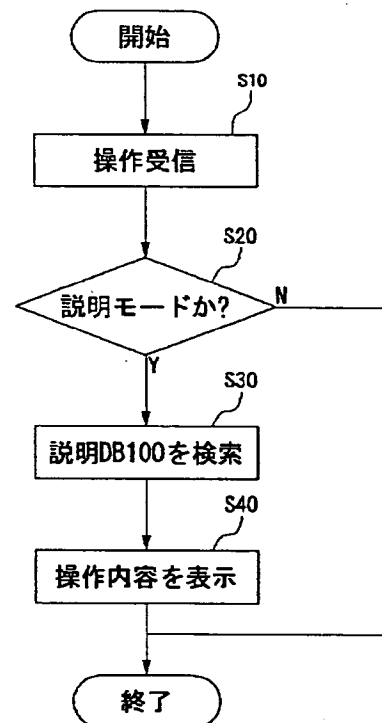 開始
S10
操作受信
S20
説明モードか?
N
Y
S30
説明DB100を検索
S40
操作内容を表示
終了